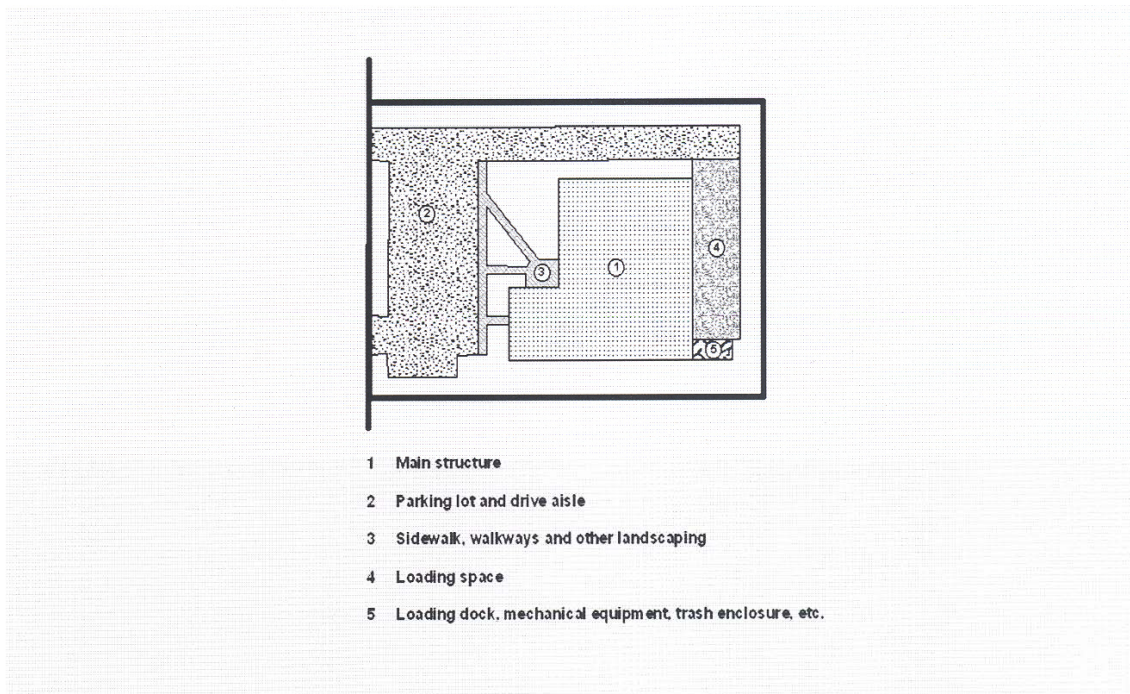 2
3
1
4
5
1 Main structure
2 Parking lot and drive aisle
3 Sidewalk, walkways and other landscaping
4 Loading space
5 Loading dock, mechanical equipment, trash enclosure, etc.